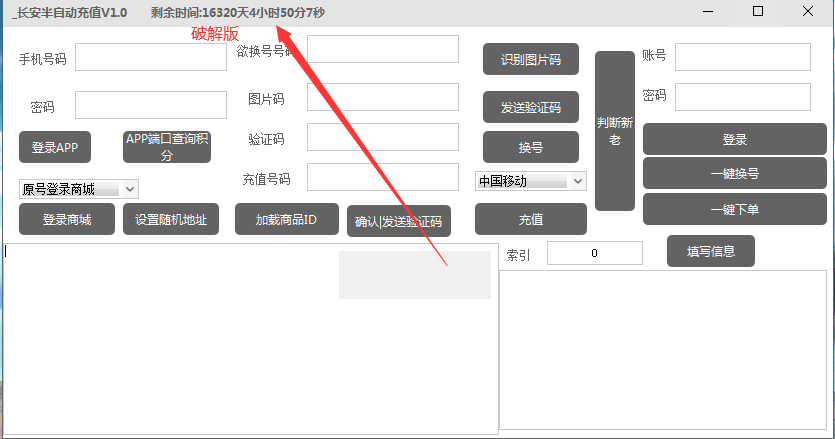 _长安半自动充值V1.0 剩余时间:16320天4小时50分7秒
破解版
手机号码
欲换号号码
识别图片码
账号
密码
图片码
发送验证码
密码
登录APP
APP端口查询积
分
验证码
换号
判断新
老
登录
原号登录商城
充值号码
中国移动
一键换号
登录商城
设置随机地址
加载商品ID
确认|发送验证码
充值
一键下单
索引
0
填写信息